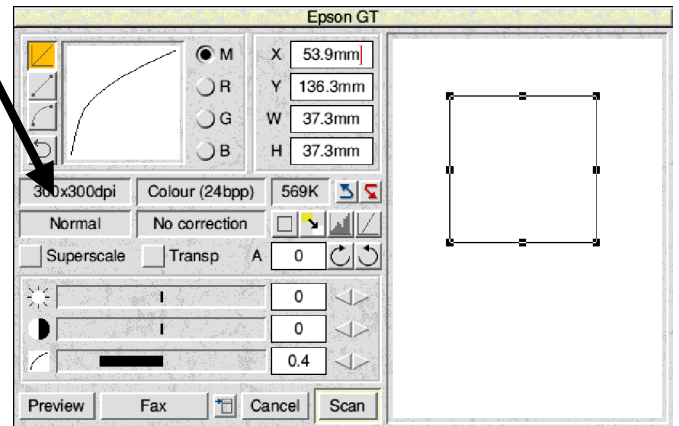 Epson GT
M X 53.9mm
R Y 136.3mm
G W 37.3mm
B H 37.3mm
300x300dpi Colour (24bpp) 569K
Normal No correction
Superscale Transp A 0
0
0
0.4
Preview Fax Cancel Scan